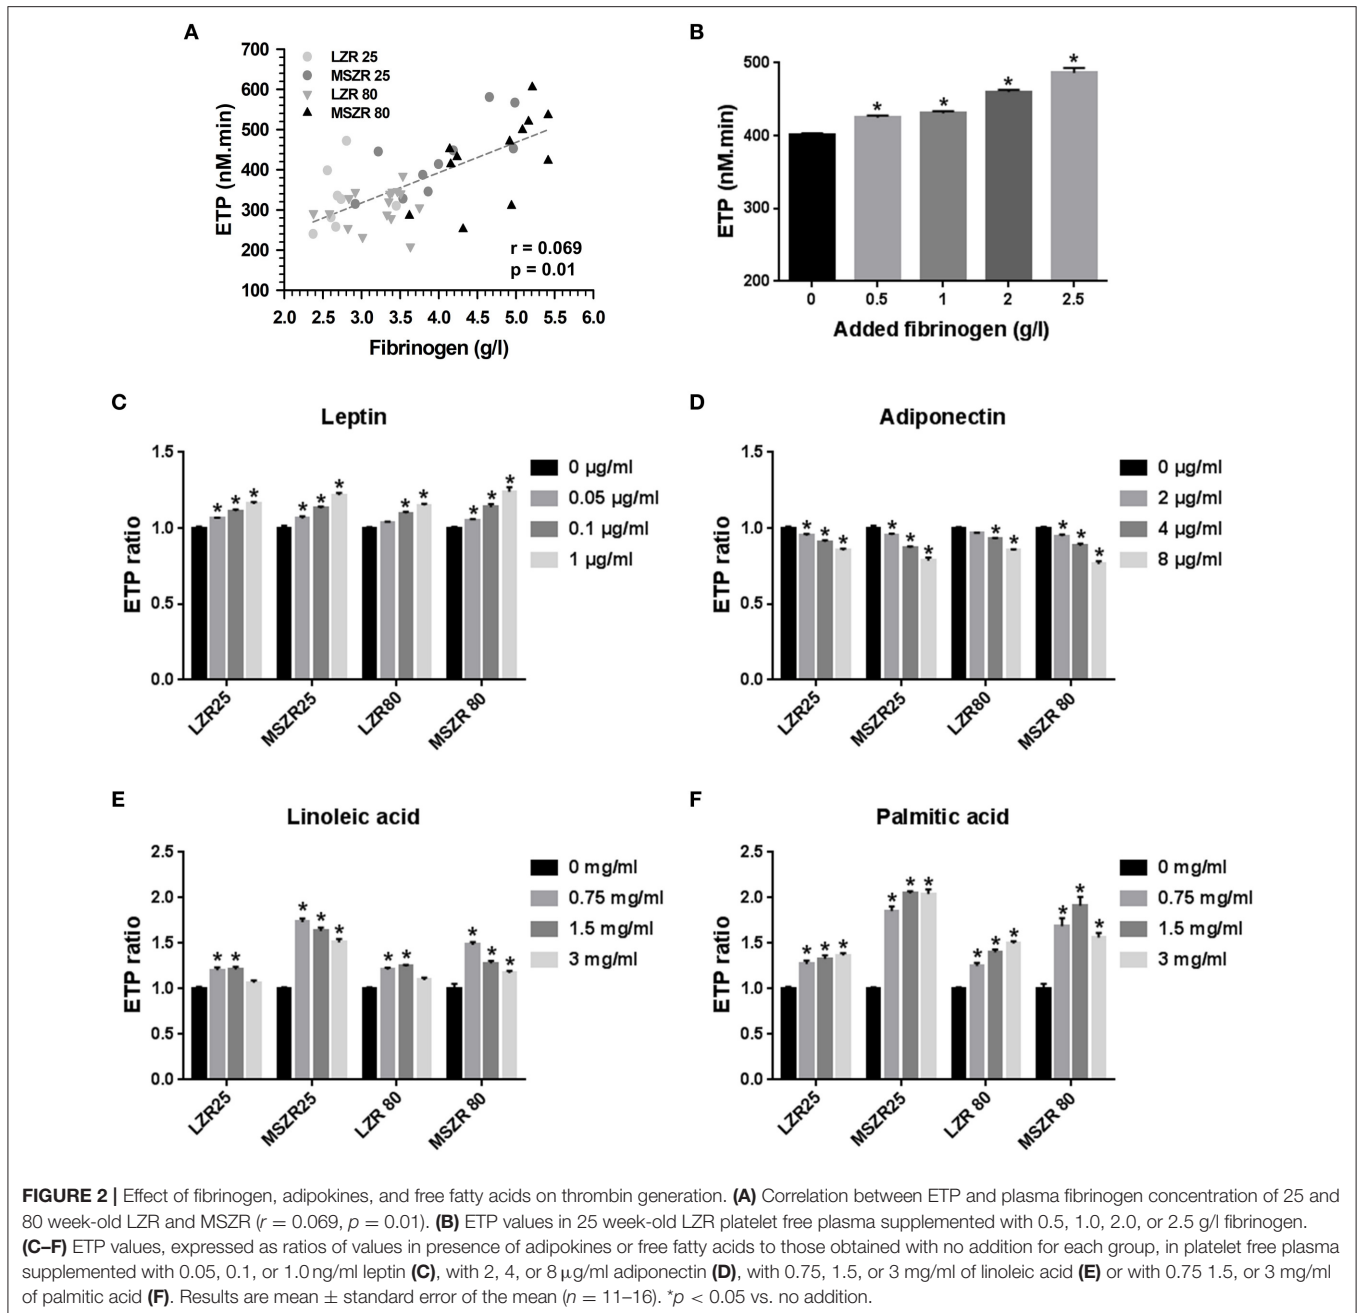 A
700
600
500
400
300
200
100
ETP (nM.min)
LZR 25
MSZR 25
LZR 80
MSZR 80
r = 0.069
p = 0.01
2.0 2.5 3.0 3.5 4.0 4.5 5.0 5.5 6.0
Fibrinogen (g/l)
B
500
400
300
200
ETP (nM.min)
* * * *
0 0.5 1 2 2.5
Added fibrinogen (g/l)
C
Leptin
1.5
1.0
0.5
0.0
ETP ratio
* * * * * * * * * * *
0 µg/ml
0.05 µg/ml
0.1 µg/ml
1 µg/ml
LZR25 MSZR25 LZR80 MSZR 80
D
Adiponectin
1.5
1.0
0.5
0.0
ETP ratio
* * * * * * * * * * *
0 µg/ml
2 µg/ml
4 µg/ml
8 µg/ml
LZR25 MSZR25 LZR80 MSZR 80
E
Linoleic acid
2.5
2.0
1.5
1.0
0.5
0.0
ETP ratio
* * * * * * * * * *
0 mg/ml
0.75 mg/ml
1.5 mg/ml
3 mg/ml
LZR25 MSZR25 LZR 80 MSZR 80
F
Palmitic acid
2.5
2.0
1.5
1.0
0.5
0.0
ETP ratio
* * * * * * * * * * * *
0 mg/ml
0.75 mg/ml
1.5 mg/ml
3 mg/ml
LZR25 MSZR25 LZR 80 MSZR 80
FIGURE 2 | Effect of fibrinogen, adipokines, and free fatty acids on thrombin generation. (A) Correlation between ETP and plasma fibrinogen concentration of 25 and
80 week-old LZR and MSZR (r = 0.069, p = 0.01). (B) ETP values in 25 week-old LZR platelet free plasma supplemented with 0.5, 1.0, 2.0, or 2.5 g/l fibrinogen.
(C–F) ETP values, expressed as ratios of values in presence of adipokines or free fatty acids to those obtained with no addition for each group, in platelet free plasma
supplemented with 0.05, 0.1, or 1.0 ng/ml leptin (C), with 2, 4, or 8 µg/ml adiponectin (D), with 0.75, 1.5, or 3 mg/ml of linoleic acid (E) or with 0.75 1.5, or 3 mg/ml
of palmitic acid (F). Results are mean ± standard error of the mean (n = 11–16). *p < 0.05 vs. no addition.